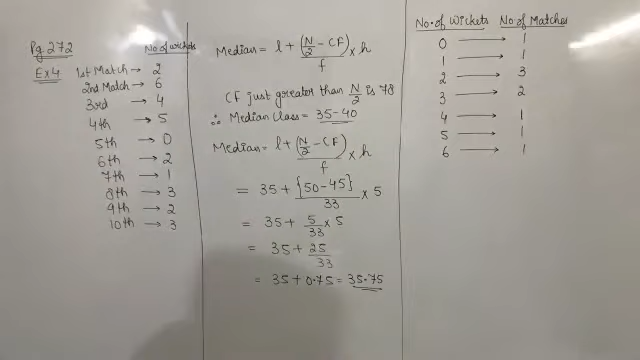 Pg 272
No. of wickets
Ex 4 1st Match → 2
2nd Match → 6
3rd → 4
4th → 5
5th → 0
6th → 2
7th → 1
8th → 3
9th → 2
10th → 3
Median = l + (N/2 - CF)/f × h
CF just greater than N/2 is 78
∴ Median Class = 35-40
Median = l + (N/2 - CF)/f × h
= 35 + {50-45}/33 × 5
= 35 + 5/33 × 5
= 35 + 25/33
= 35 + 0.75 = 35.75
No. of Wickets No. of Matches
0 → 1
1 → 1
2 → 3
3 → 2
4 → 1
5 → 1
6 → 1